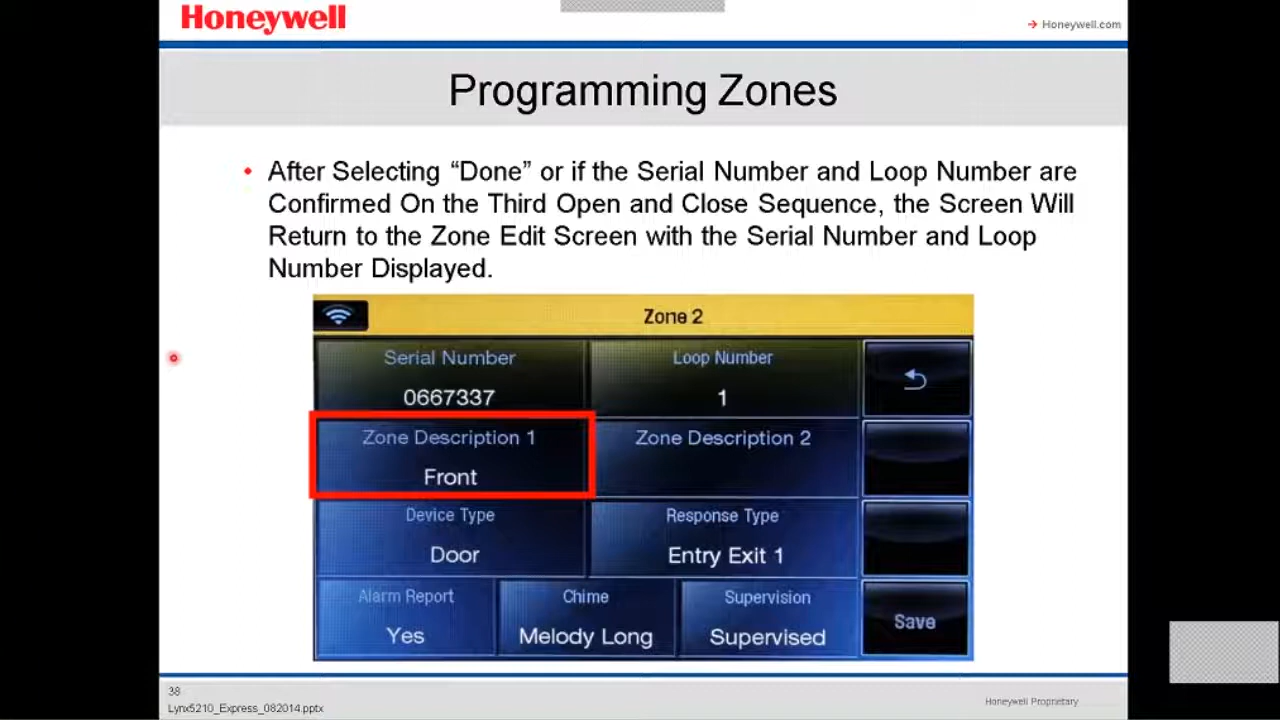 Honeywell
Honeywell.com
Programming Zones
• After Selecting “Done” or if the Serial Number and Loop Number are
Confirmed On the Third Open and Close Sequence, the Screen Will
Return to the Zone Edit Screen with the Serial Number and Loop
Number Displayed.
Zone 2
Serial Number
Loop Number
0667337
1
Zone Description 1
Zone Description 2
Front
Device Type
Response Type
Door
Entry Exit 1
Alarm Report
Chime
Supervision
Yes
Melody Long
Supervised
Save
38
Lynx5210_Express_082014.pptx
Honeywell Proprietary